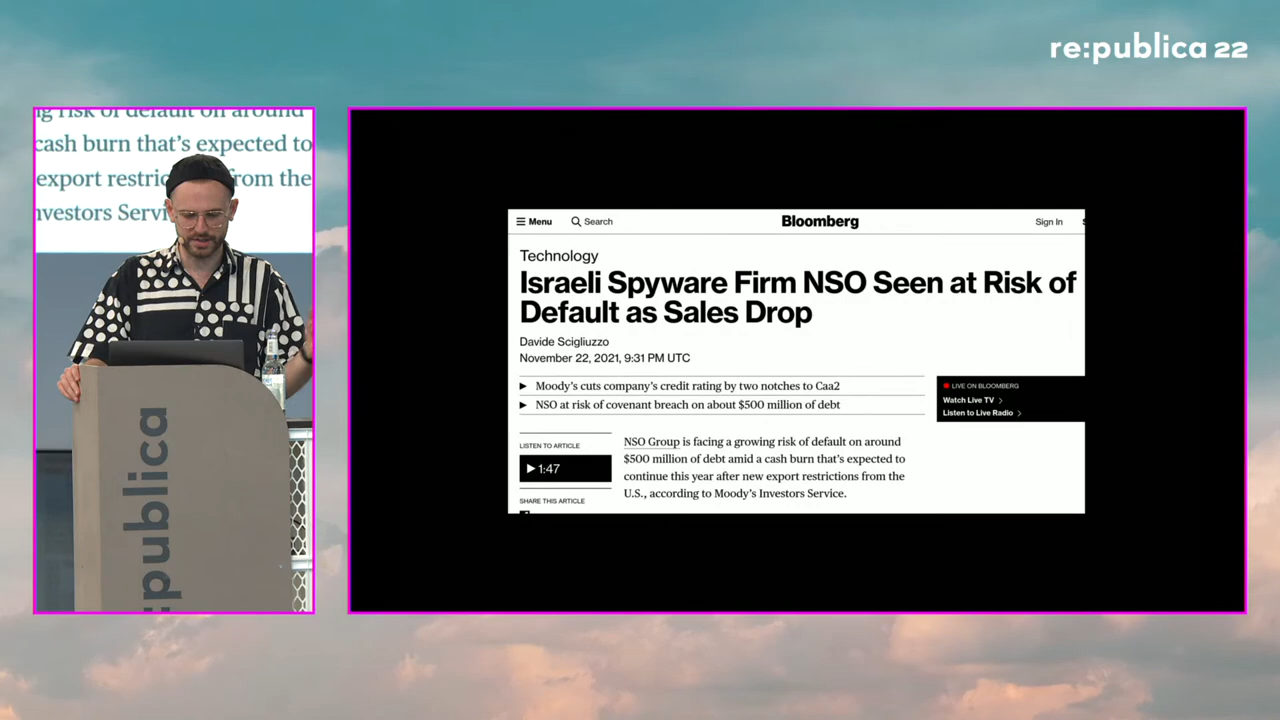 re:publica 22
ng risk of default on around
cash burn that's expected to
export restric from the
nvestors Servi
:publica
Menu
Search
Bloomberg
Sign In
Technology
Israeli Spyware Firm NSO Seen at Risk of
Default as Sales Drop
Davide Scigliuzzo
November 22, 2021, 9:31 PM UTC
▶ Moody's cuts company's credit rating by two notches to Caa2
▶ NSO at risk of covenant breach on about $500 million of debt
LIVE ON BLOOMBERG
Watch Live TV >
Listen to Live Radio >
LISTEN TO ARTICLE
▶ 1:47
SHARE THIS ARTICLE
NSO Group is facing a growing risk of default on around
$500 million of debt amid a cash burn that's expected to
continue this year after new export restrictions from the
U.S., according to Moody's Investors Service.